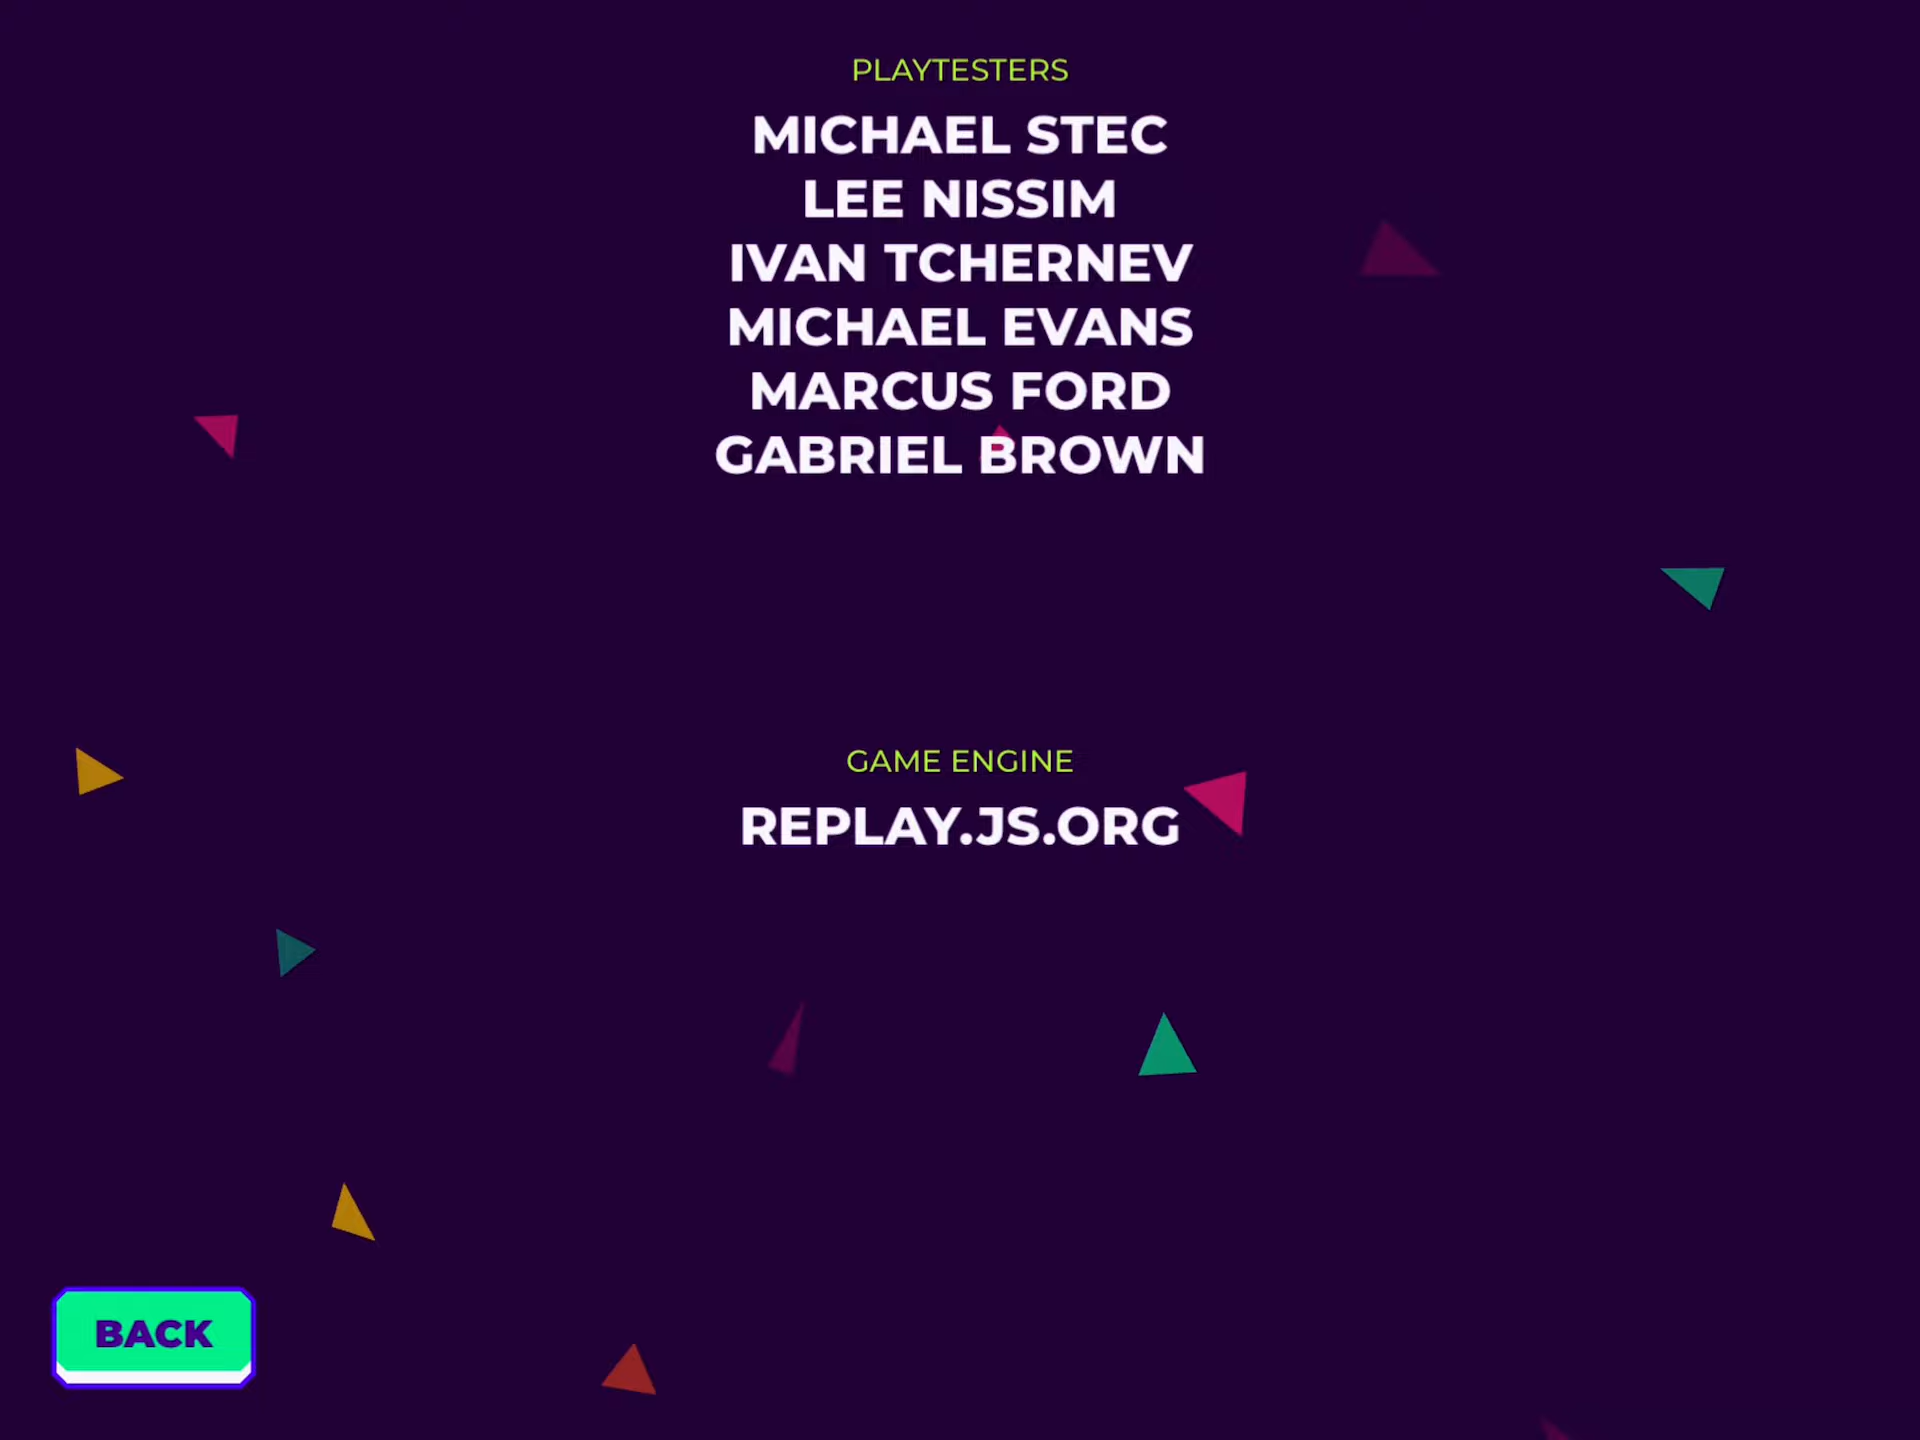 PLAYTESTERS
MICHAEL STEC
LEE NISSIM
IVAN TCHERNEV
MICHAEL EVANS
MARCUS FORD
GABRIEL BROWN
GAME ENGINE
REPLAY.JS.ORG
BACK